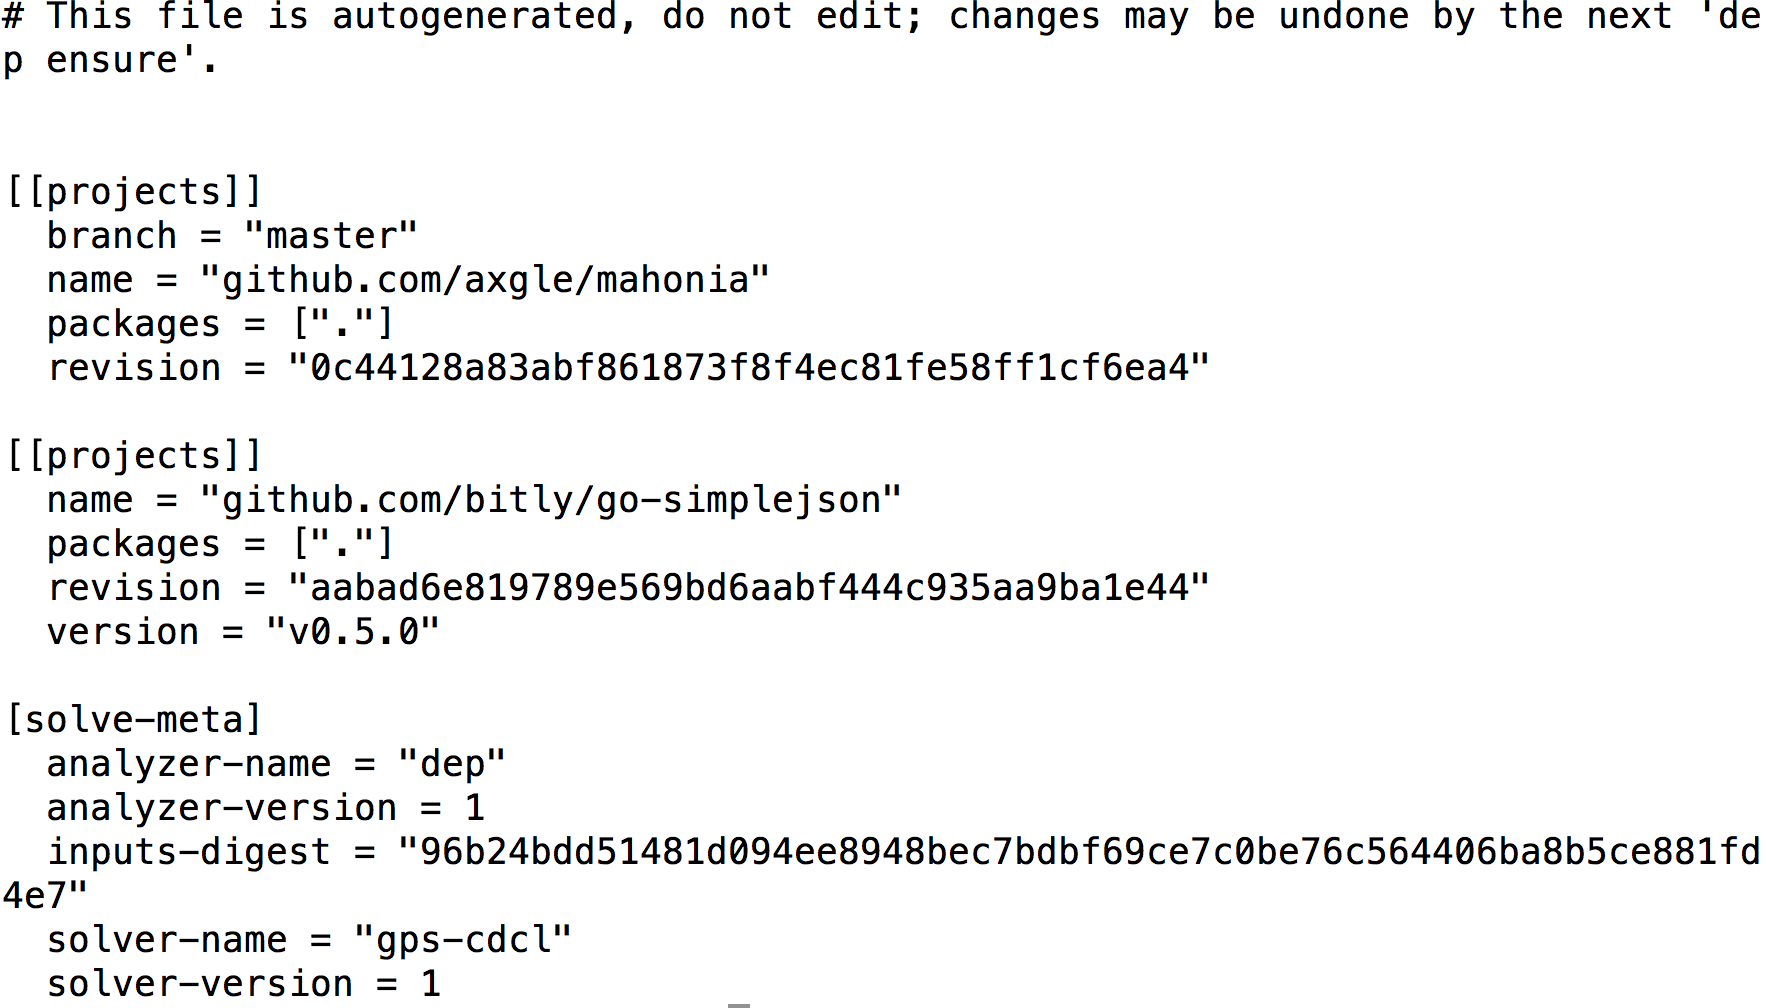 # This file is autogenerated, do not edit; changes may be undone by the next 'de
p ensure'.
[[projects]]
  branch = "master"
  name = "github.com/axgle/mahonia"
  packages = ["."]
  revision = "0c44128a83abf861873f8f4ec81fe58ff1cf6ea4"
[[projects]]
  name = "github.com/bitly/go-simplejson"
  packages = ["."]
  revision = "aabad6e819789e569bd6aabf444c935aa9ba1e44"
  version = "v0.5.0"
[solve-meta]
  analyzer-name = "dep"
  analyzer-version = 1
  inputs-digest = "96b24bdd51481d094ee8948bec7bdbf69ce7c0be76c564406ba8b5ce881fd
4e7"
  solver-name = "gps-cdcl"
  solver-version = 1